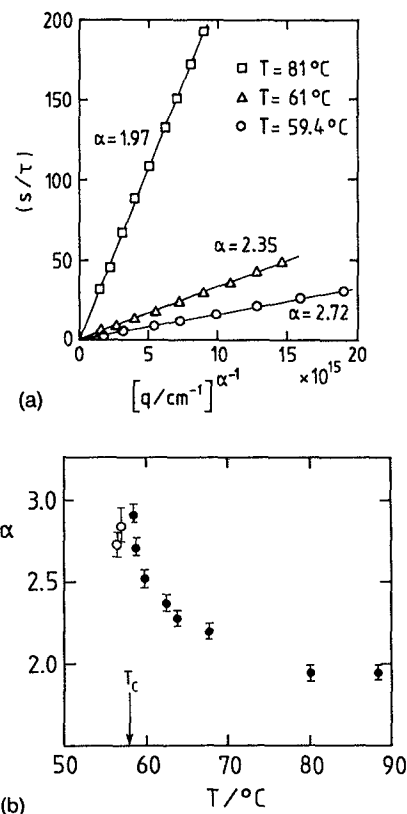 200
150
100
50
0
(s/τ)
□ T = 81°C
△ T = 61°C
○ T = 59.4°C
α = 1.97
α = 2.35
α = 2.72
0 5 10 15 20
×10¹⁵
[q/cm⁻¹]^α⁻¹
(a)
3.0
α
2.5
2.0
T_c
50 60 70 80 90
T/°C
(b)